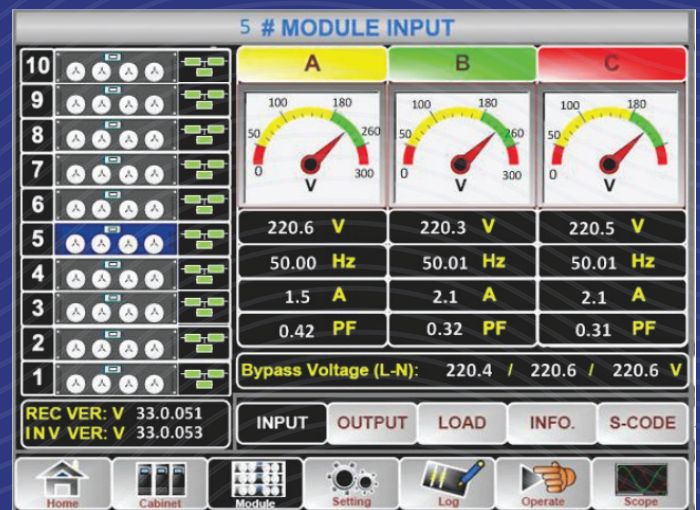 5 # MODULE INPUT
10
9
8
7
6
5
4
3
2
1
REC VER: V 33.0.051
INV VER: V 33.0.053
A B C
0 50 100 180 260 300
V
0 50 100 180 260 300
V
0 50 100 180 300
V
220.6 V 220.3 V 220.5 V
50.00 Hz 50.01 Hz 50.01 Hz
1.5 A 2.1 A 2.1 A
0.42 PF 0.32 PF 0.31 PF
Bypass Voltage (L-N): 220.4 / 220.6 / 220.6 V
INPUT OUTPUT LOAD INFO. S-CODE
Home Cabinet Module Setting Log Operate Scope